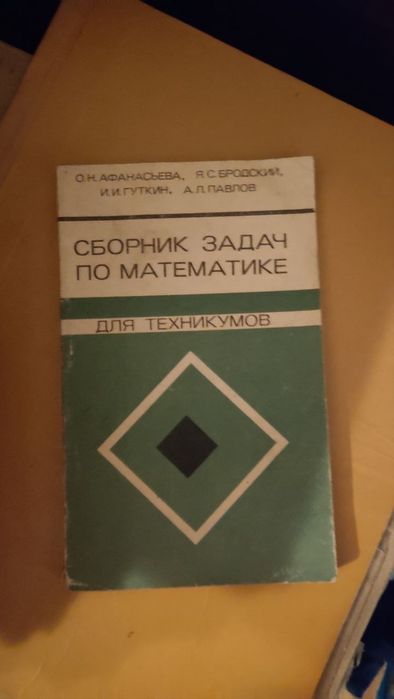 О.Н.АФАНАСЬЕВА, Я.С.БРОДСКИЙ,
И.И.ГУТКИН, А.Л.ПАВЛОВ
СБОРНИК ЗАДАЧ
ПО МАТЕМАТИКЕ
ДЛЯ ТЕХНИКУМОВ